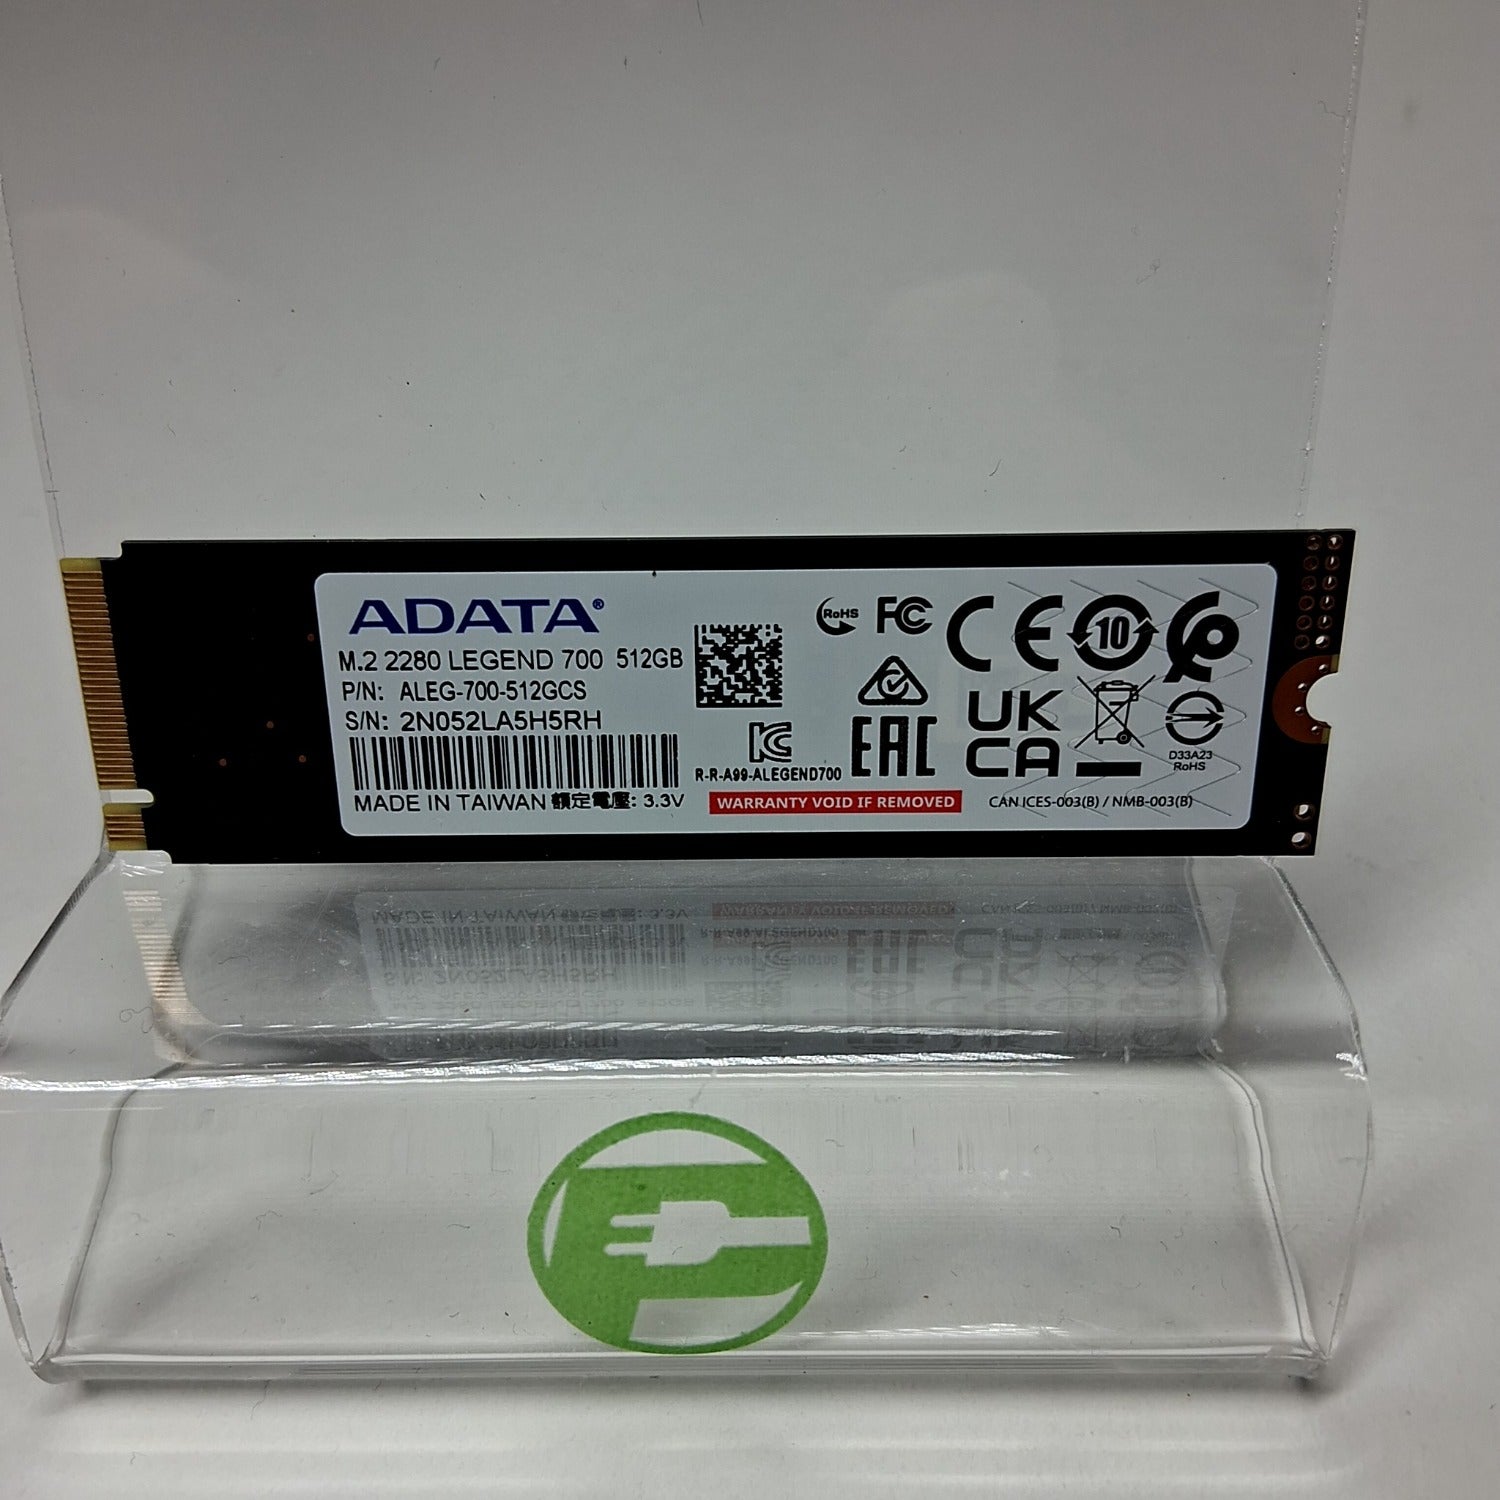 ADATA®
M.2 2280 LEGEND 700 512GB
P/N: ALEG-700-512GCS
S/N: 2N052LA5H5RH
MADE IN TAIWAN 額定電壓: 3.3V
R-R-A99-ALEGEND700
WARRANTY VOID IF REMOVED
RoHS
FC
CE
10
EAC
UK
CA
D33A23
RoHS
CAN ICES-003(B) / NMB-003(B)